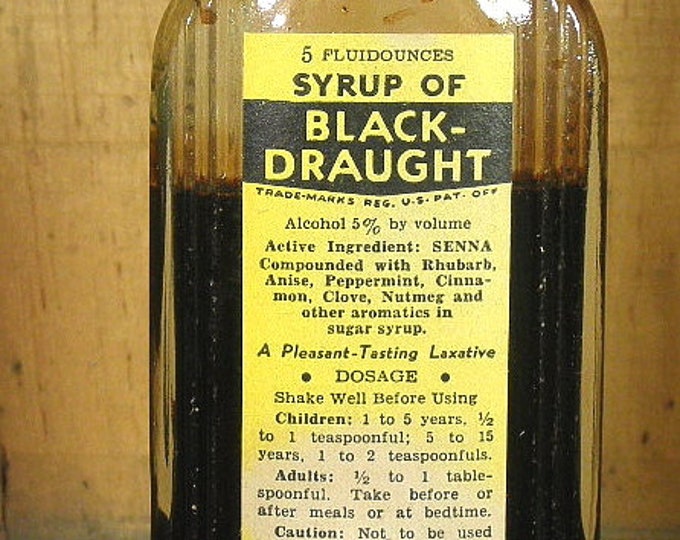 5 FLUIDOUNCES
SYRUP OF
BLACK-
DRAUGHT
TRADE-MARKS REG. U.S. PAT. OFF
Alcohol 5% by volume
Active Ingredient: SENNA
Compounded with Rhubarb,
Anise, Peppermint, Cinna-
mon, Clove, Nutmeg and
other aromatics in
sugar syrup.
A Pleasant-Tasting Laxative
• DOSAGE •
Shake Well Before Using
Children: 1 to 5 years, ½
to 1 teaspoonful; 5 to 15
years, 1 to 2 teaspoonfuls.
Adults: ½ to 1 table-
spoonful. Take before or
after meals or at bedtime.
Caution: Not to be used